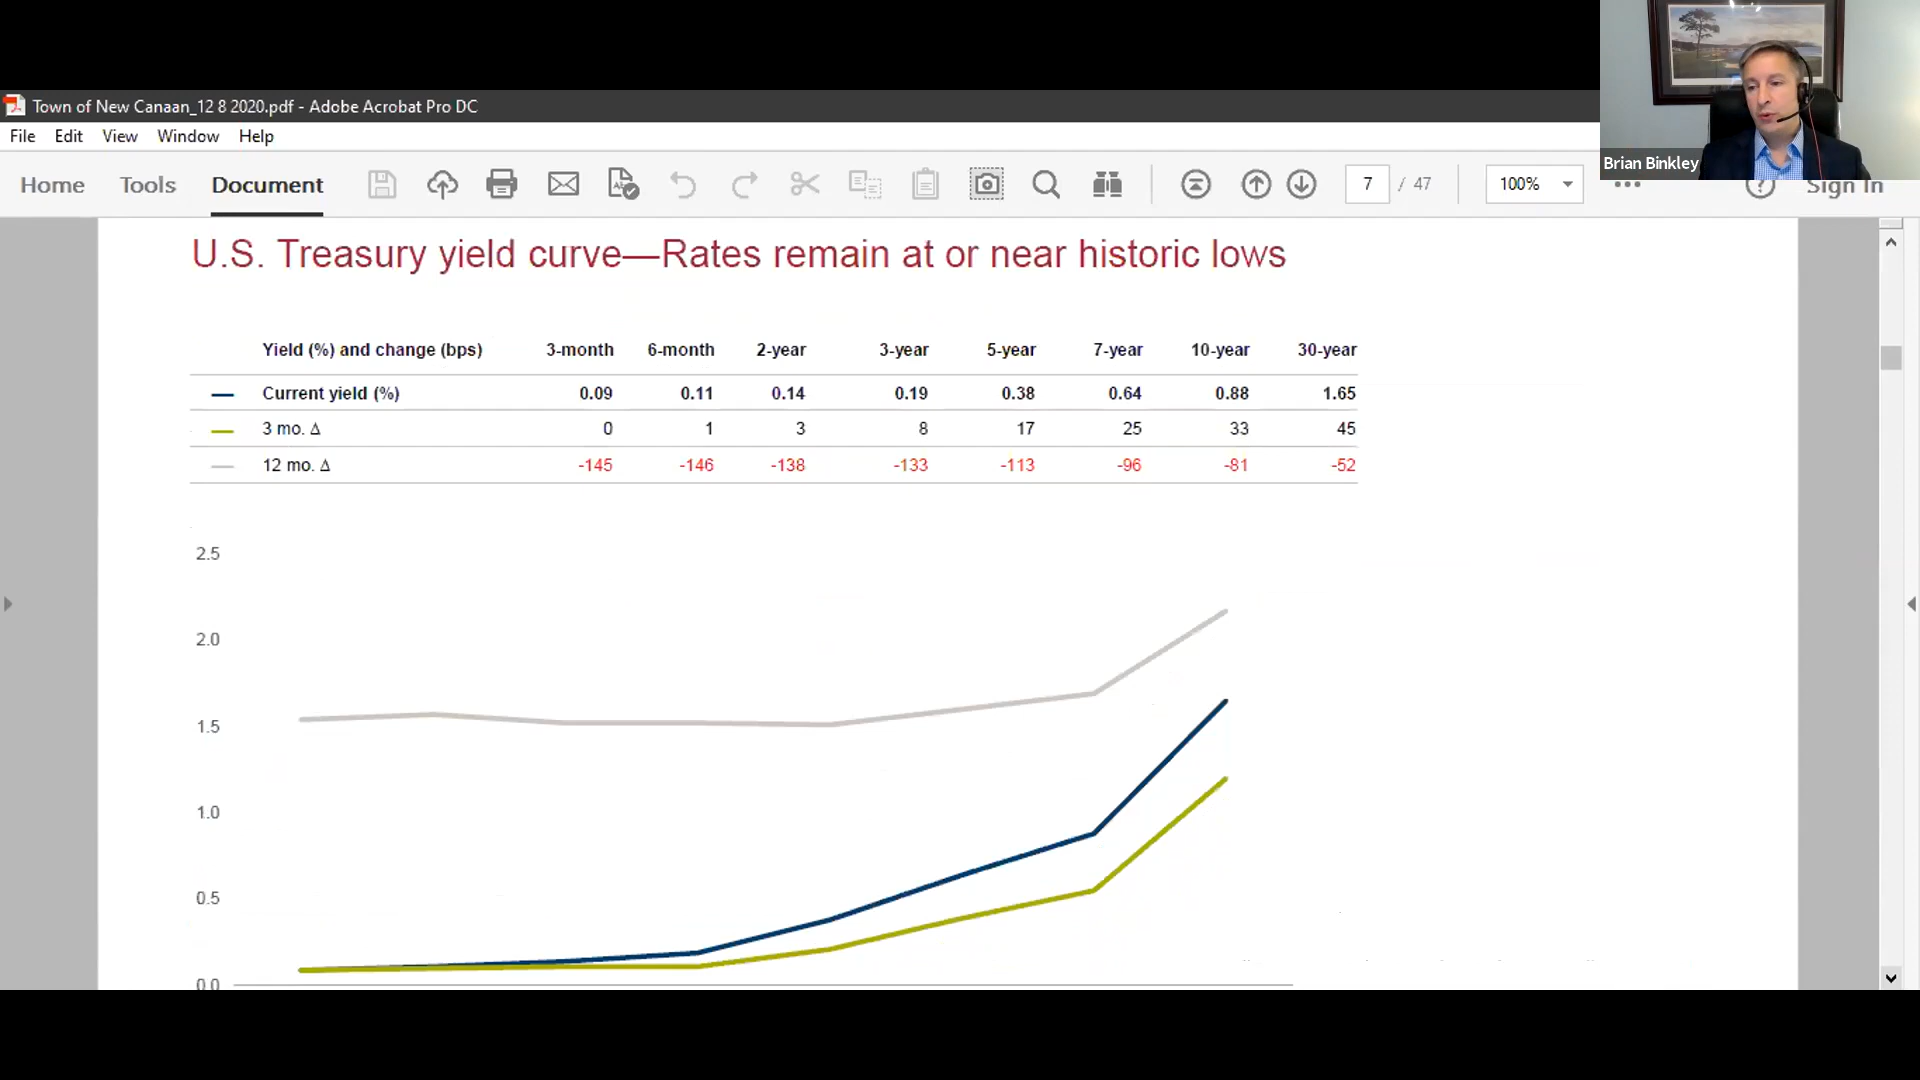 Town of New Canaan_12 8 2020.pdf - Adobe Acrobat Pro DC
File Edit View Window Help
Home Tools Document 7 / 47 100% Sign In
Brian Binkley
U.S. Treasury yield curve—Rates remain at or near historic lows
Yield (%) and change (bps) 3-month 6-month 2-year 3-year 5-year 7-year 10-year 30-year
Current yield (%) 0.09 0.11 0.14 0.19 0.38 0.64 0.88 1.65
3 mo. Δ 0 1 3 8 17 25 33 45
12 mo. Δ -145 -146 -138 -133 -113 -96 -81 -52
2.5
2.0
1.5
1.0
0.5
0.0